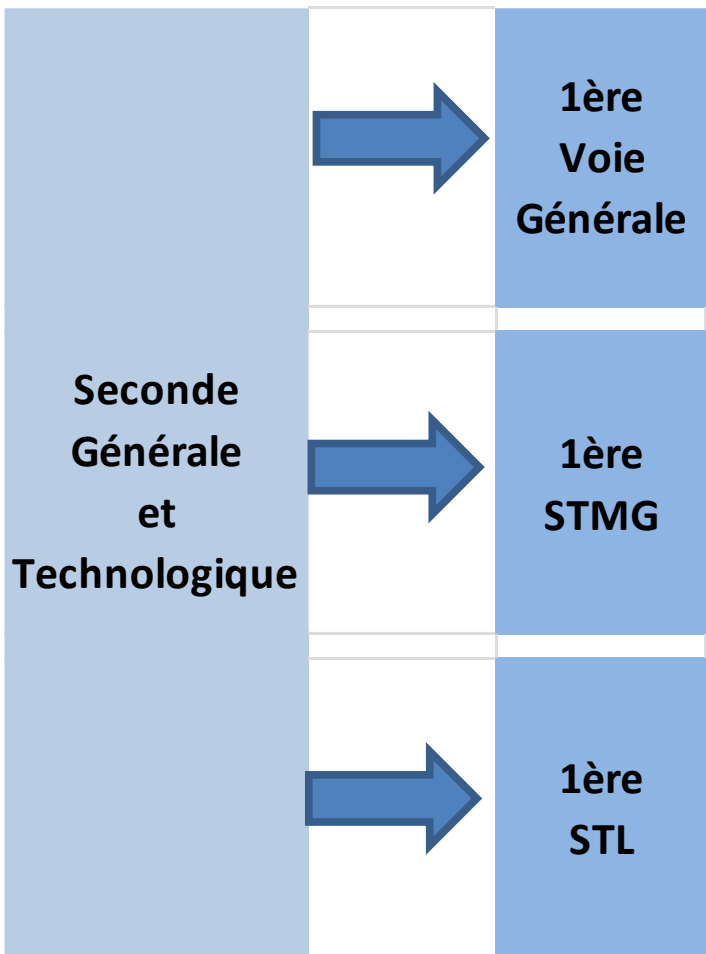 Seconde
Générale
et
Technologique
1ère
Voie
Générale
1ère
STMG
1ère
STL